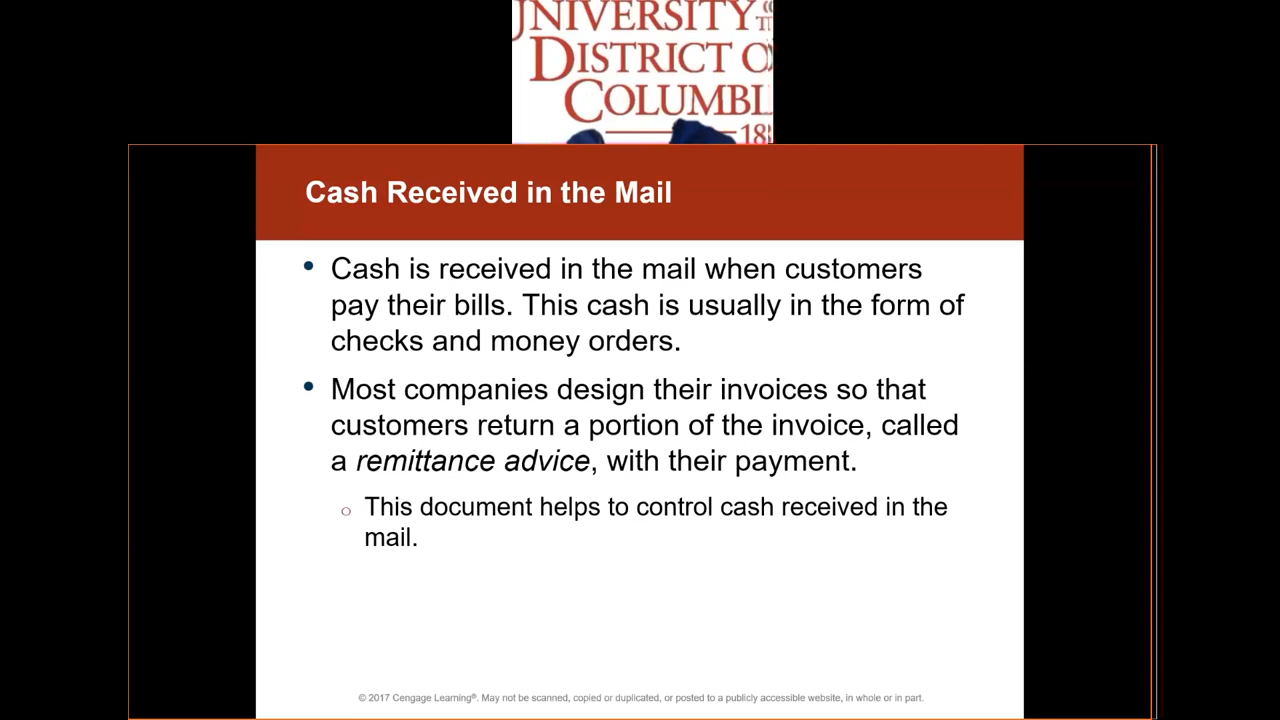 UNIVERSITY
DISTRICT O
COLUMBI
18
Cash Received in the Mail
• Cash is received in the mail when customers
pay their bills. This cash is usually in the form of
checks and money orders.
• Most companies design their invoices so that
customers return a portion of the invoice, called
a remittance advice, with their payment.
○ This document helps to control cash received in the
mail.
© 2017 Cengage Learning®. May not be scanned, copied or duplicated, or posted to a publicly accessible website, in whole or in part.